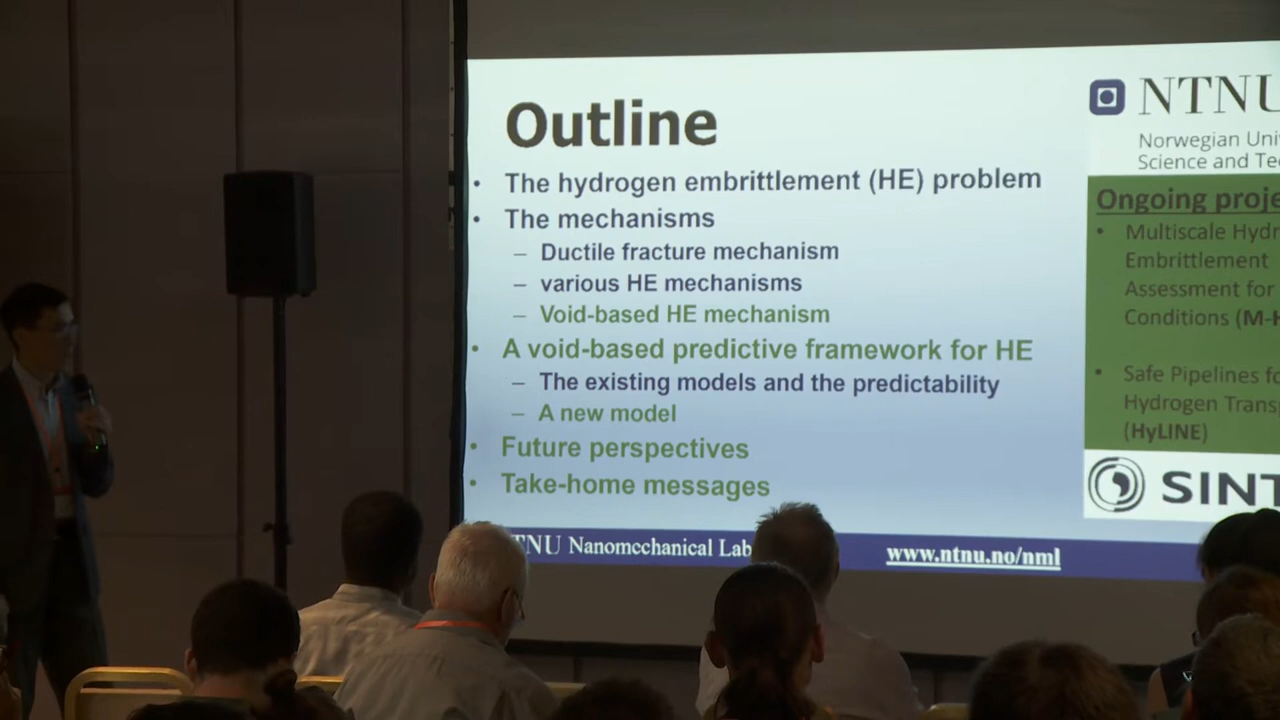 Outline
• The hydrogen embrittlement (HE) problem
• The mechanisms
– Ductile fracture mechanism
– various HE mechanisms
– Void-based HE mechanism
• A void-based predictive framework for HE
– The existing models and the predictability
– A new model
• Future perspectives
• Take-home messages
NTNU
Norwegian Uni
Science and Te
Ongoing proje
• Multiscale Hydr
Embrittlement
Assessment for
Conditions (M-H
• Safe Pipelines fo
Hydrogen Trans
(HyLINE)
SINT
TNU Nanomechanical Lab
www.ntnu.no/nml